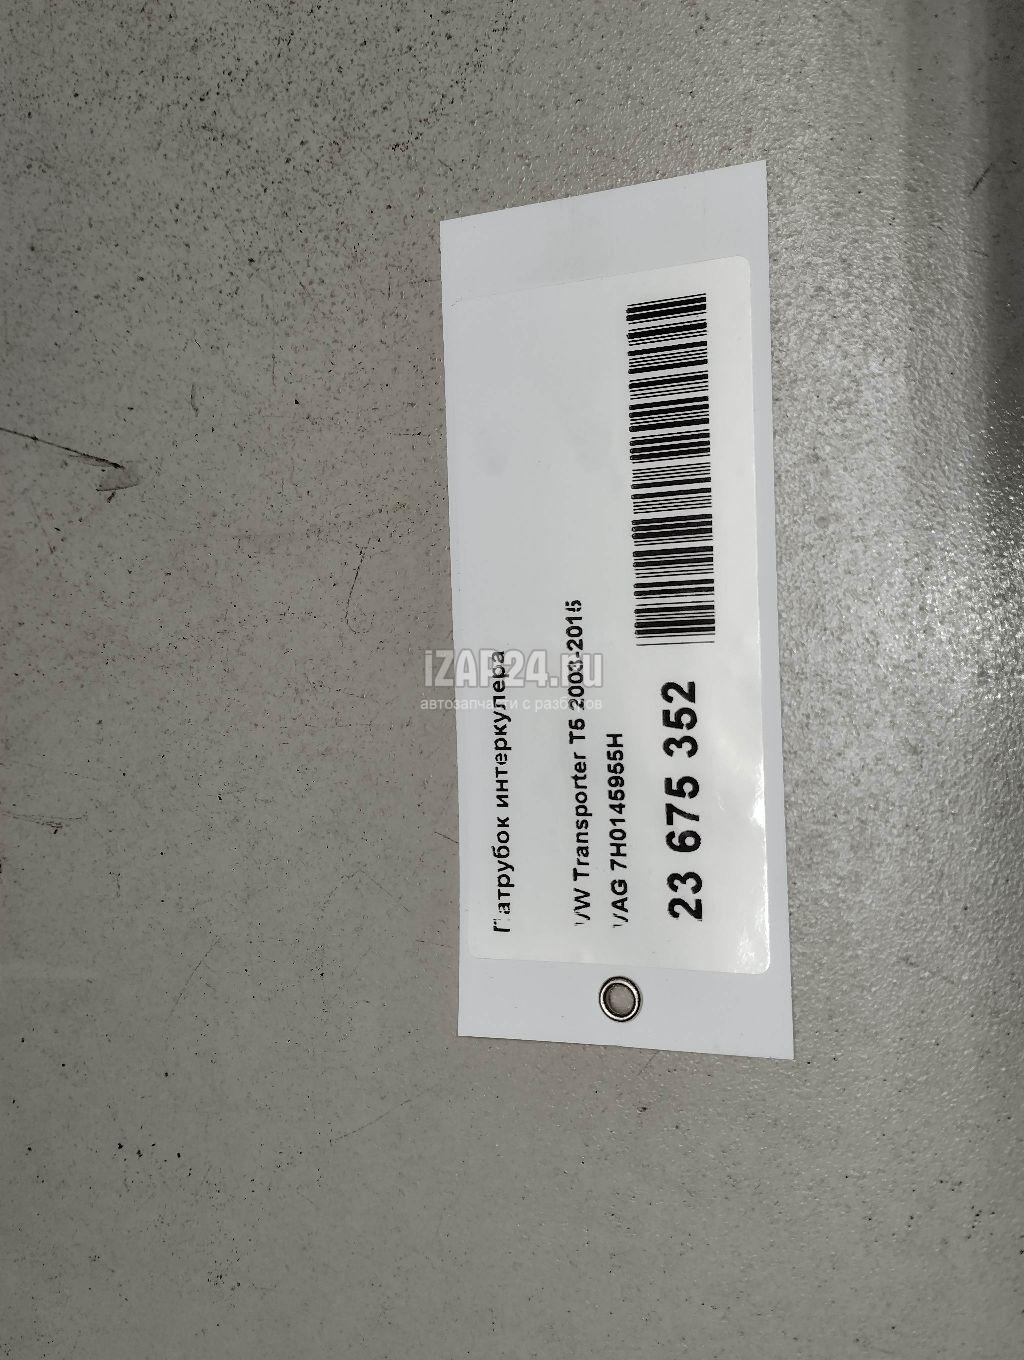 Патрубок интеркулера
VW Transporter T5 2003-2015
VAG 7H0145955H
23 675 352
iZAP24.ru
автозапчасти с разборов